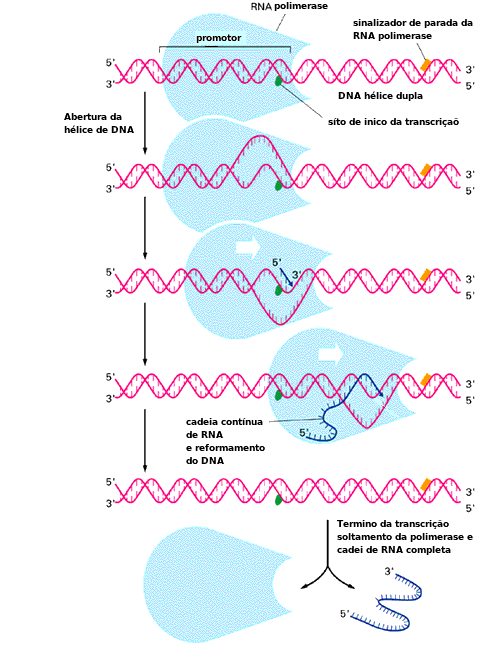 RNA polimerase
sinalizador de parada da
RNA polimerase
promotor
5'
3'
3'
5'
DNA hélice dupla
síto de inico da transcriçaõ
Abertura da
hélice de DNA
5'
3'
3'
5'
5'
3'
5'
3'
3'
5'
5'
3'
3'
5'
cadeia contínua
de RNA
e reformamento
do DNA
5'
5'
3'
3'
5'
Termino da transcrição
soltamento da polimerase e
cadei de RNA completa
3'
5'